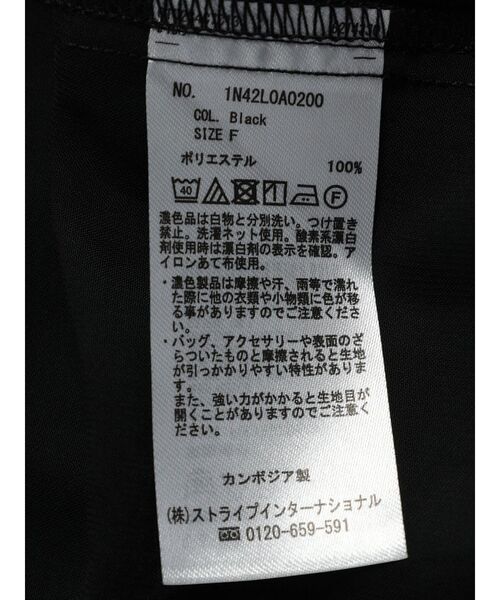 NO. 1N42L0A0200
COL. Black
SIZE F
ポリエステル 100%
40 F
濃色品は白物と分別洗い。つけ置き
禁止。洗濯ネット使用。酸素系漂白
剤使用時は漂白剤の表示を確認。ア
イロンあて布使用。
・濃色製品は摩擦や汗、雨等で濡れ
た際に他の衣類や小物類に色が移
る事がありますのでご注意くださ
い。
・バッグ、アクセサリーや表面のざ
らついたものと摩擦されると生地
が引っかかりやすい特性がありま
す。
また、強い力がかかると生地目が
開くことがありますのでご注意く
ださい。
カンボジア製
(株)ストライプインターナショナル
0120-659-591